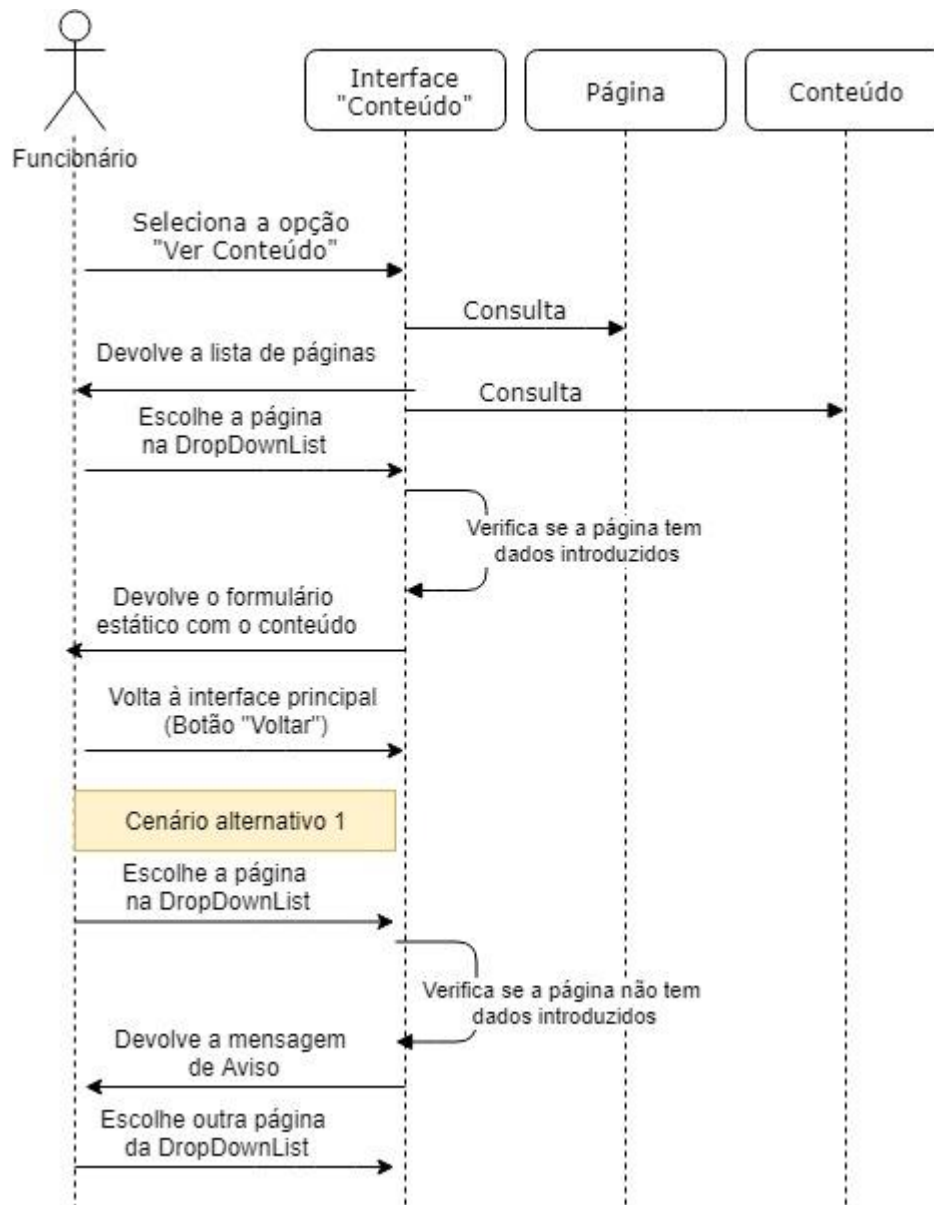 Interface
"Conteúdo"
Página
Conteúdo
Funcionário
Seleciona a opção
"Ver Conteúdo"
Consulta
Devolve a lista de páginas
Consulta
Escolhe a página
na DropDownList
Verifica se a página tem
dados introduzidos
Devolve o formulário
estático com o conteúdo
Volta à interface principal
(Botão "Voltar")
Cenário alternativo 1
Escolhe a página
na DropDownList
Verifica se a página não tem
dados introduzidos
Devolve a mensagem
de Aviso
Escolhe outra página
da DropDownList